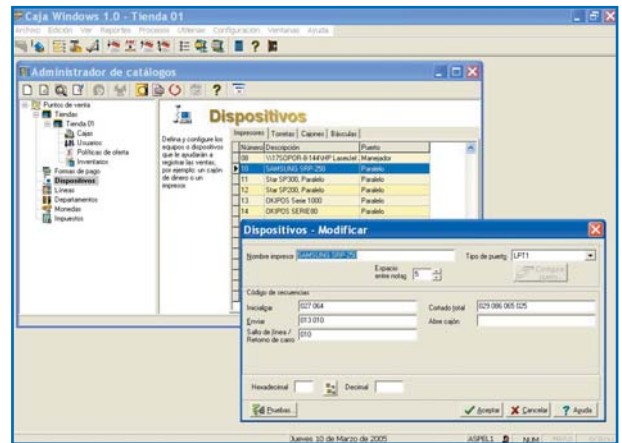 Caja Windows 1.0 - Tienda 01
Archivo Edición Ver Reportes Procesos Utilerías Configuración Ventanas Ayuda
Administrador de catálogos
Puntos de venta
Tiendas
Tienda 01
Cajas
Usuarios
Políticas de oferta
Inventarios
Formas de pago
Dispositivos
Líneas
Departamentos
Monedas
Impuestos
Dispositivos
Defina y configure los
equipos o dispositivos
que le ayudarán a
registrar las ventas,
por ejemplo: un cajón
de dinero o un
impresor.
Impresores Torretas Cajones Básculas
Número Descripción Puerto
08 Manejador
10 SAMSUNG SRP-250 Paralelo
11 Star SP300, Paralelo Paralelo
12 Star SP200, Paralelo Paralelo
13 OKIPOS Serie 1000 Paralelo
14 OKIPOS SERIE80 Paralelo
Dispositivos - Modificar
Nombre impresor SAMSUNG SRP-250 Tipo de puerto LPT1
Espacio
entre notas 5
Configurar
puerto...
Código de secuencias
Inicializar 027 064 Cortado total 029 086 065 025
Enviar 013 010 Abre cajón
Salto de línea /
Retorno de carro 010
Hexadecimal Decimal
Pruebas... Aceptar Cancelar Ayuda
Jueves 10 de Marzo de 2005 ASPEL1 NUM